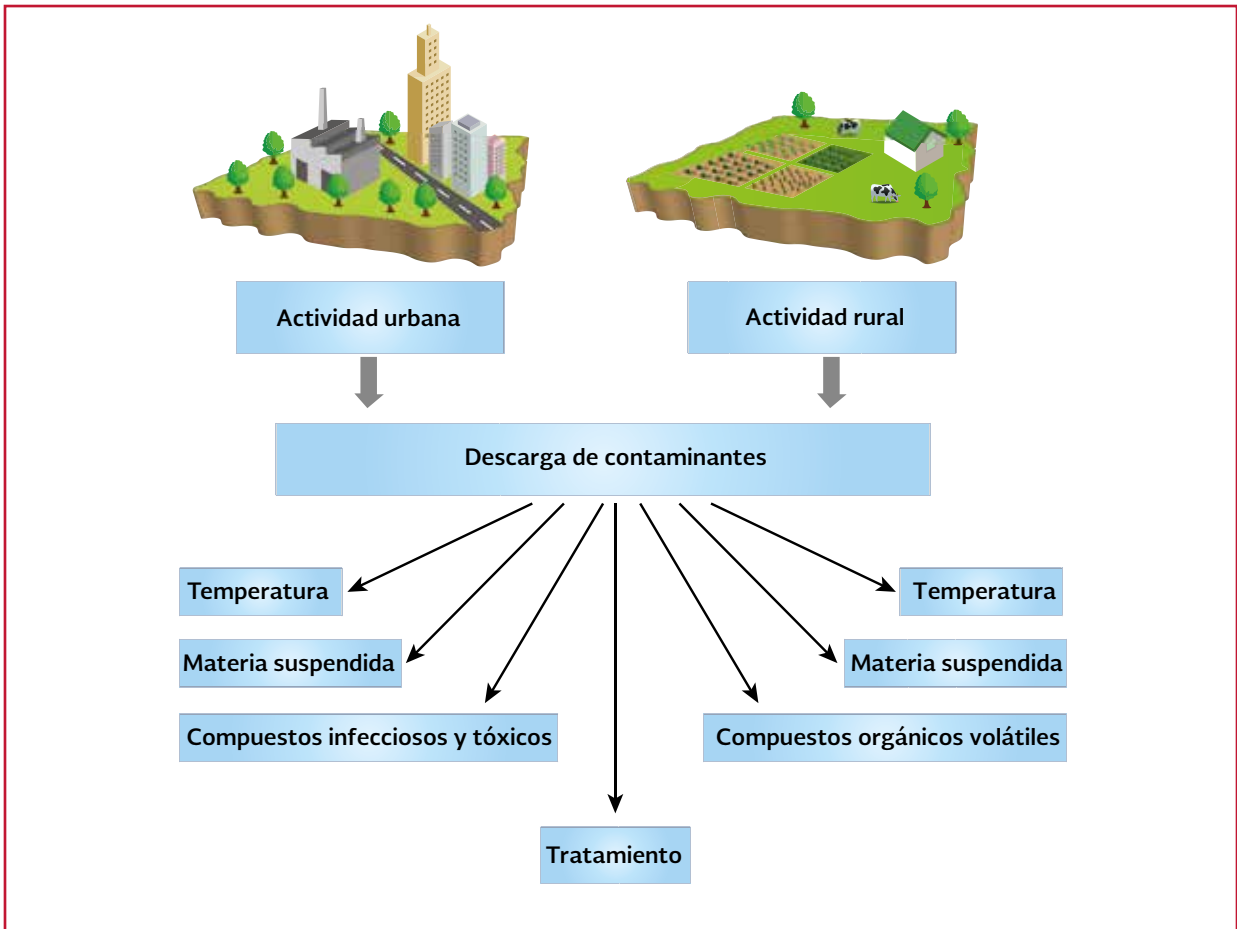 Actividad urbana
Actividad rural
Descarga de contaminantes
Temperatura
Temperatura
Materia suspendida
Materia suspendida
Compuestos infecciosos y tóxicos
Compuestos orgánicos volátiles
Tratamiento